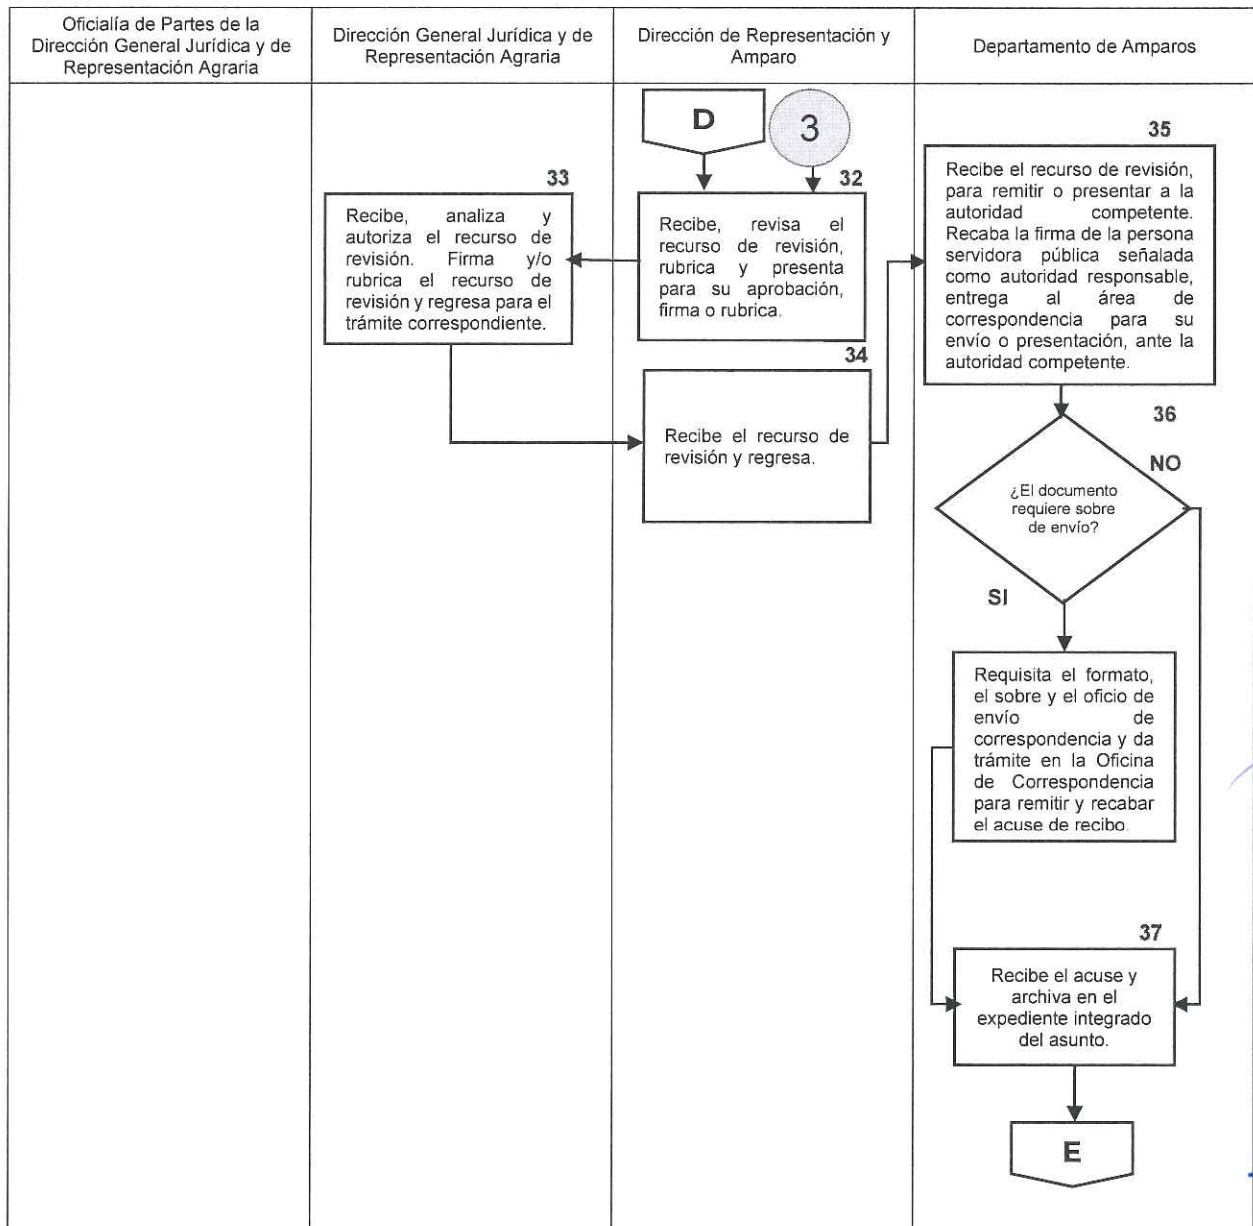 Oficialía de Partes de la
Dirección General Jurídica y de
Representación Agraria
Dirección General Jurídica y de
Representación Agraria
Dirección de Representación y
Amparo
Departamento de Amparos
D
3
33
Recibe, analiza y
autoriza el recurso de
revisión. Firma y/o
rubrica el recurso de
revisión y regresa para el
trámite correspondiente.
32
Recibe, revisa el
recurso de revisión,
rubrica y presenta
para su aprobación,
firma o rubrica.
34
Recibe el recurso de
revisión y regresa.
35
Recibe el recurso de revisión,
para remitir o presentar a la
autoridad competente.
Recaba la firma de la persona
servidora pública señalada
como autoridad responsable,
entrega al área de
correspondencia para su
envío o presentación, ante la
autoridad competente.
36
¿El documento
requiere sobre
de envío?
NO
SI
Requisita el formato,
el sobre y el oficio de
envío de
correspondencia y da
trámite en la Oficina
de Correspondencia
para remitir y recabar
el acuse de recibo.
37
Recibe el acuse y
archiva en el
expediente integrado
del asunto.
E